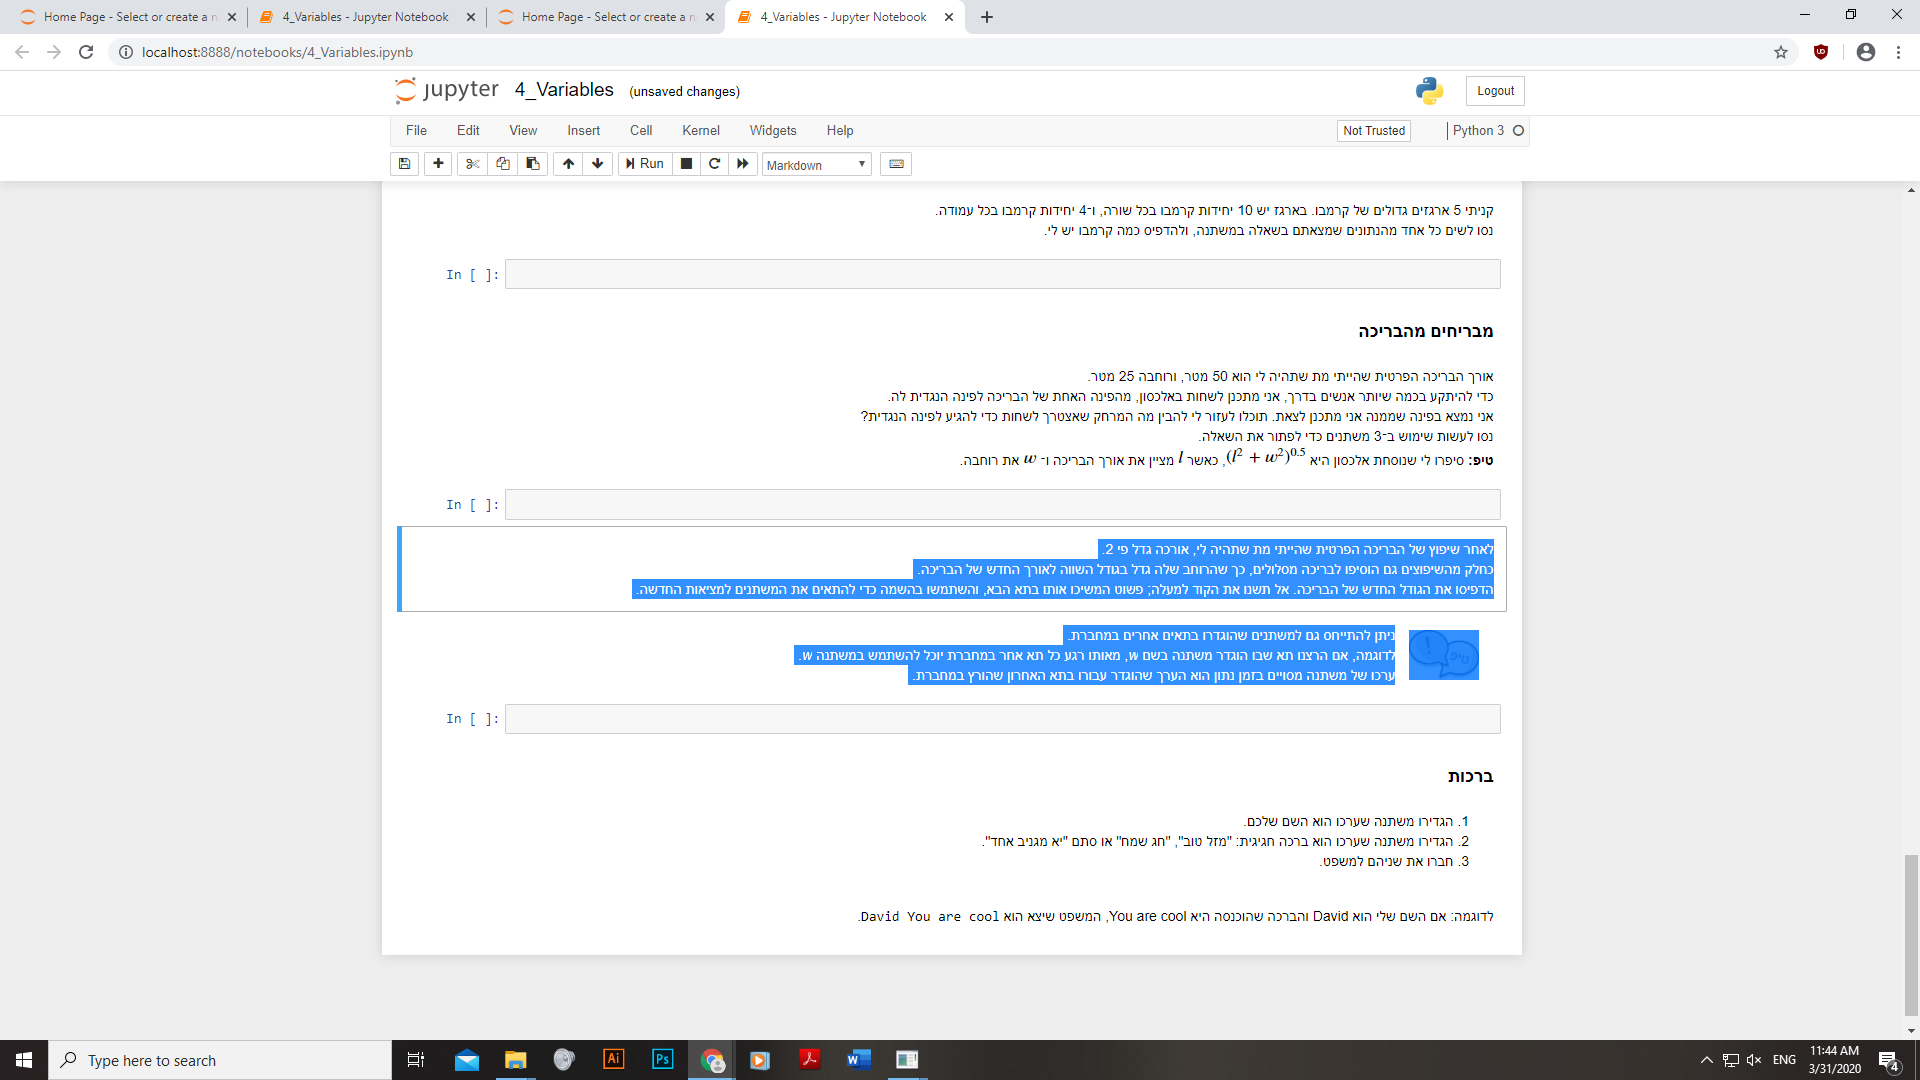 Home Page - Select or create a n
4_Variables - Jupyter Notebook
Home Page - Select or create a n
4_Variables - Jupyter Notebook
localhost:8888/notebooks/4_Variables.ipynb
jupyter 4_Variables (unsaved changes)
Logout
File Edit View Insert Cell Kernel Widgets Help
Not Trusted
Python 3
Run
Markdown
קניתי 5 ארגזים גדולים של קרמבו. בארגז יש 10 יחידות קרמבו בכל שורה, ו־4 יחידות קרמבו בכל עמודה.
נסו לשים כל אחד מהנתונים שמצאתם בשאלה במשתנה, ולהדפיס כמה קרמבו יש לי.
In [ ]:
מבריחים מהבריכה
אורך הבריכה הפרטית שהייתי מת שתהיה לי הוא 50 מטר, ורוחבה 25 מטר.
כדי להיתקע בכמה שיותר אנשים בדרך, אני מתכנן לשחות באלכסון, מהפינה האחת של הבריכה לפינה הנגדית לה.
אני נמצא בפינה שממנה אני מתכנן לצאת. תוכלו לעזור לי להבין מה המרחק שאצטרך לשחות כדי להגיע לפינה הנגדית?
נסו לעשות שימוש ב־3 משתנים כדי לפתור את השאלה.
טיפ: סיפרו לי שנוסחת אלכסון היא (l² + w²)^0.5, כאשר l מציין את אורך הבריכה ו־ w את רוחבה.
In [ ]:
לאחר שיפוץ של הבריכה הפרטית שהייתי מת שתהיה לי, אורכה גדל פי 2.
כחלק מהשיפוצים גם הוסיפו לבריכה מסלולים, כך שהרוחב שלה גדל בגודל השווה לאורך החדש של הבריכה.
הדפיסו את הגודל החדש של הבריכה. אל תשנו את הקוד למעלה; פשוט המשיכו אותו בתא הבא, והשתמשו בהשמה כדי להתאים את המשתנים למציאות החדשה.
טיפ!
ניתן להתייחס גם למשתנים שהוגדרו בתאים אחרים במחברת.
לדוגמה, אם הרצנו תא שבו הוגדר משתנה בשם w, מאותו רגע כל תא אחר במחברת יוכל להשתמש במשתנה w.
ערכו של משתנה מסויים בזמן נתון הוא הערך שהוגדר עבורו בתא האחרון שהורץ במחברת.
In [ ]:
ברכות
1. הגדירו משתנה שערכו הוא השם שלכם.
2. הגדירו משתנה שערכו הוא ברכה חגיגית: "מזל טוב", "חג שמח" או סתם "יא מגניב אחד".
3. חברו את שניהם למשפט.
לדוגמה: אם השם שלי הוא David והברכה שהוכנסה היא You are cool, המשפט שיצא הוא David You are cool.
Type here to search
Ai
Ps
ENG
11:44 AM
3/31/2020
4